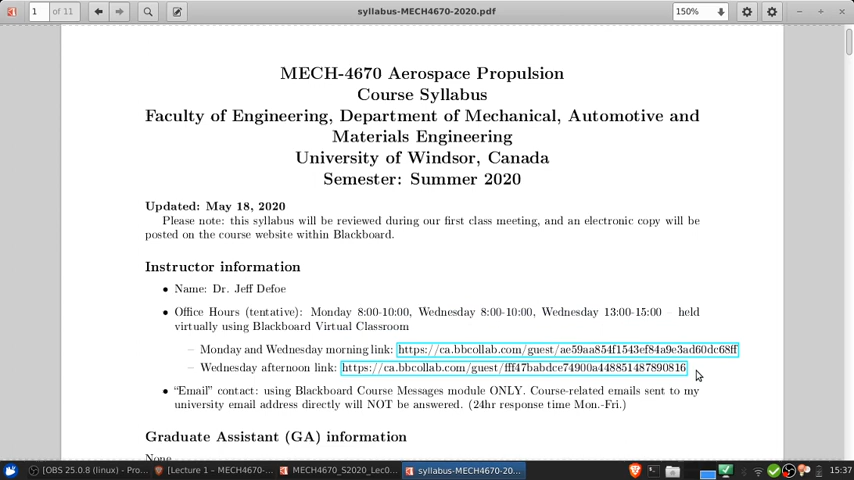 1 of 11
syllabus-MECH4670-2020.pdf
150%
MECH-4670 Aerospace Propulsion
Course Syllabus
Faculty of Engineering, Department of Mechanical, Automotive and
Materials Engineering
University of Windsor, Canada
Semester: Summer 2020
Updated: May 18, 2020
Please note: this syllabus will be reviewed during our first class meeting, and an electronic copy will be
posted on the course website within Blackboard.
Instructor information
• Name: Dr. Jeff Defoe
• Office Hours (tentative): Monday 8:00-10:00, Wednesday 8:00-10:00, Wednesday 13:00-15:00 – held
virtually using Blackboard Virtual Classroom
– Monday and Wednesday morning link: https://ca.bbcollab.com/guest/ae59aa854f1543ef84a9e3ad60dc68ff
– Wednesday afternoon link: https://ca.bbcollab.com/guest/fff47babdce74900a448851487890816
• “Email” contact: using Blackboard Course Messages module ONLY. Course-related emails sent to my
university email address directly will NOT be answered. (24hr response time Mon.-Fri.)
Graduate Assistant (GA) information
None
[OBS 25.0.8 (linux) - Pro... [Lecture 1 – MECH4670-... MECH4670_S2020_Lec0... syllabus-MECH4670-20... 15:37